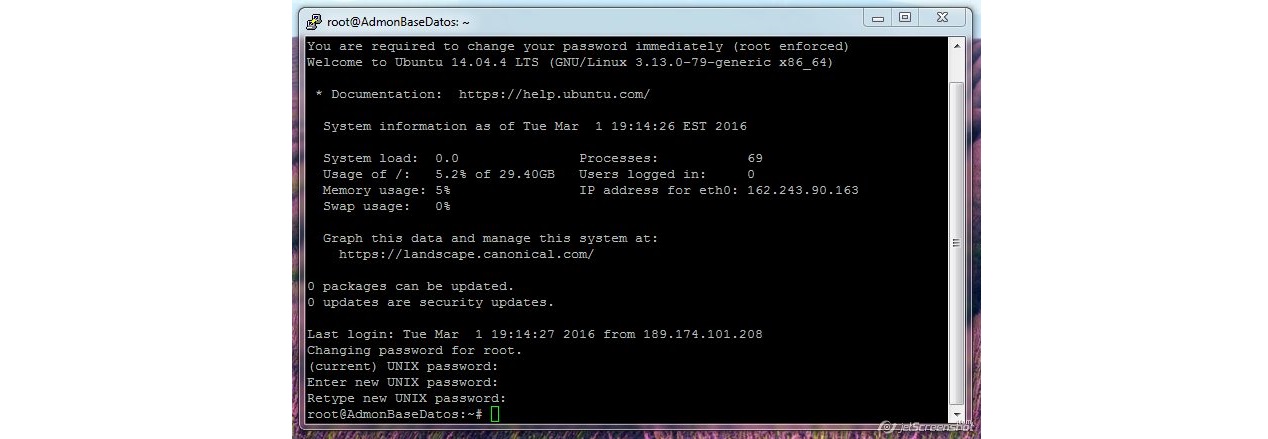 root@AdmonBaseDatos: ~
You are required to change your password immediately (root enforced)
Welcome to Ubuntu 14.04.4 LTS (GNU/Linux 3.13.0-79-generic x86_64)
* Documentation:  https://help.ubuntu.com/
System information as of Tue Mar  1 19:14:26 EST 2016
System load:  0.0               Processes:           69
Usage of /:   5.2% of 29.40GB   Users logged in:     0
Memory usage: 5%                IP address for eth0: 162.243.90.163
Swap usage:   0%
Graph this data and manage this system at:
https://landscape.canonical.com/
0 packages can be updated.
0 updates are security updates.
Last login: Tue Mar  1 19:14:27 2016 from 189.174.101.208
Changing password for root.
(current) UNIX password:
Enter new UNIX password:
Retype new UNIX password:
root@AdmonBaseDatos:~#
jetScreenshot